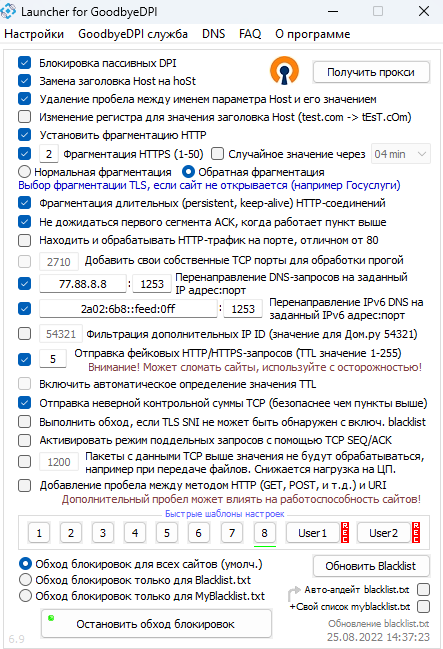 Launcher for GoodbyeDPI
Настройки GoodbyeDPI служба DNS FAQ О программе
Блокировка пассивных DPI
Получить прокси
Замена заголовка Host на hoSt
Удаление пробела между именем параметра Host и его значением
Изменение регистра для значения заголовка Host (test.com -> tEsT.cOm)
Установить фрагментацию HTTP
2 Фрагментация HTTPS (1-50) Случайное значение через 04 min
Нормальная фрагментация Обратная фрагментация
Выбор фрагментации TLS, если сайт не открывается (например Госуслуги)
Фрагментация длительных (persistent, keep-alive) HTTP-соединений
Не дожидаться первого сегмента ACK, когда работает пункт выше
Находить и обрабатывать HTTP-трафик на порте, отличном от 80
2710 Добавить свои собственные TCP порты для обработки прогой
77.88.8.8 : 1253 Перенаправление DNS-запросов на заданный
IP адрес:порт
2a02:6b8::feed:0ff : 1253 Перенаправление IPv6 DNS на
заданный IPv6 адрес:порт
54321 Фильтрация дополнительных IP ID (значение для Дом.ру 54321)
5 Отправка фейковых HTTP/HTTPS-запросов (TTL значение 1-255)
Внимание! Может сломать сайты, используйте с осторожностью!
Включить автоматическое определение значения TTL
Отправка неверной контрольной суммы TCP (безопаснее чем пункты выше)
Выполнить обход, если TLS SNI не может быть обнаружен с включ. blacklist
Активировать режим поддельных запросов с помощью TCP SEQ/ACK
1200 Пакеты с данными TCP выше значения не будут обрабатываться,
например при передаче файлов. Снижается нагрузка на ЦП.
Добавление пробела между методом HTTP (GET, POST, и т.д.) и URI
Дополнительный пробел может влиять на работоспособность сайтов!
Быстрые шаблоны настроек
1 2 3 4 5 6 7 8 User1 REC User2 REC
Обход блокировок для всех сайтов (умолч.)
Обход блокировок только для Blacklist.txt
Обход блокировок только для MyBlacklist.txt
Обновить Blacklist
Авто-апдейт blacklist.txt
+Свой список myblacklist.txt
Остановить обход блокировок
Обновление blacklist.txt
25.08.2022 14:37:23
6.9